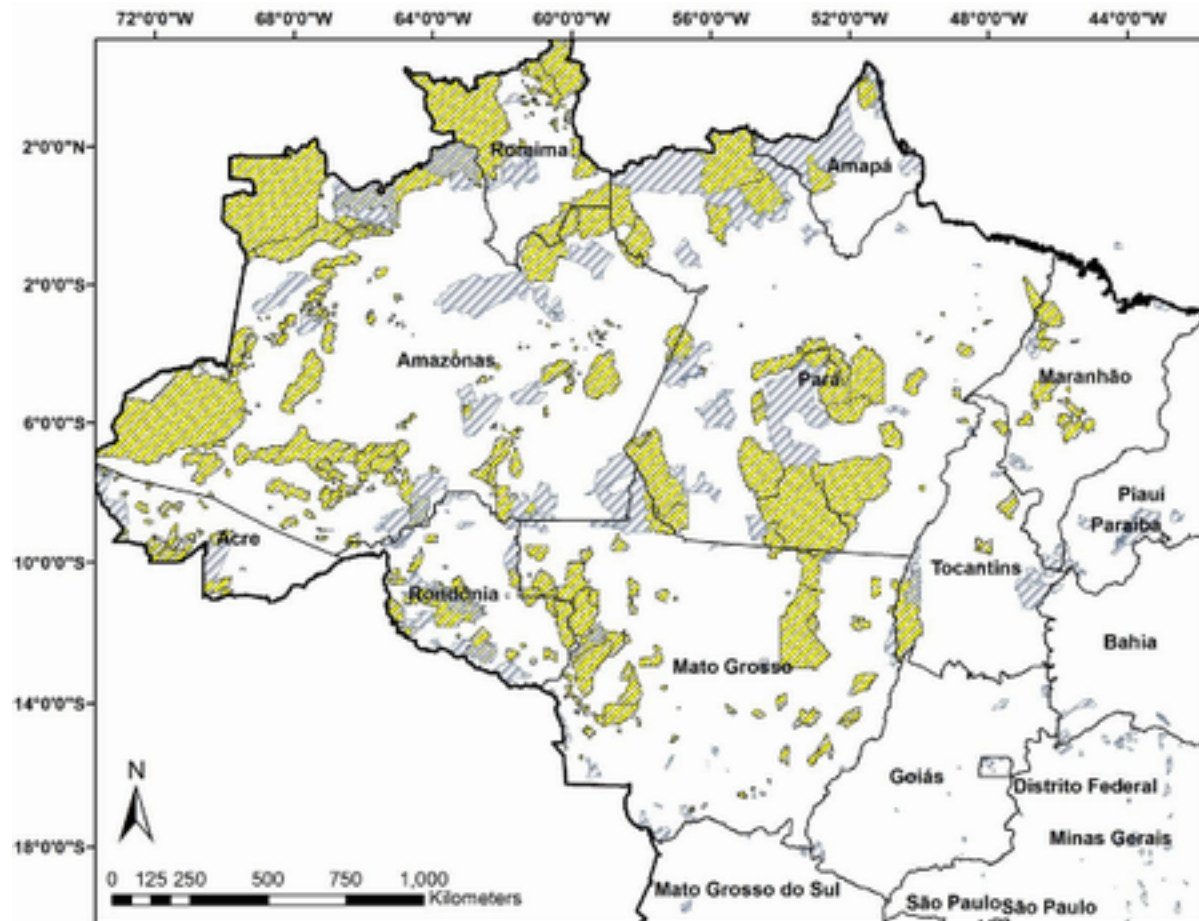 72°0'0"W 68°0'0"W 64°0'0"W 60°0'0"W 56°0'0"W 52°0'0"W 48°0'0"W 44°0'0"W
2°0'0"N
Roraima
Amapá
2°0'0"S
Amazônas
Pará
Maranhão
6°0'0"S
Piauí
Paraíba
Acre
10°0'0"S
Tocantins
Rondônia
Bahia
Mato Grosso
14°0'0"S
N
Goiás
Distrito Federal
Minas Gerais
18°0'0"S
0 125 250 500 750 1,000
Kilometers
Mato Grosso do Sul
São Paulo
São Paulo